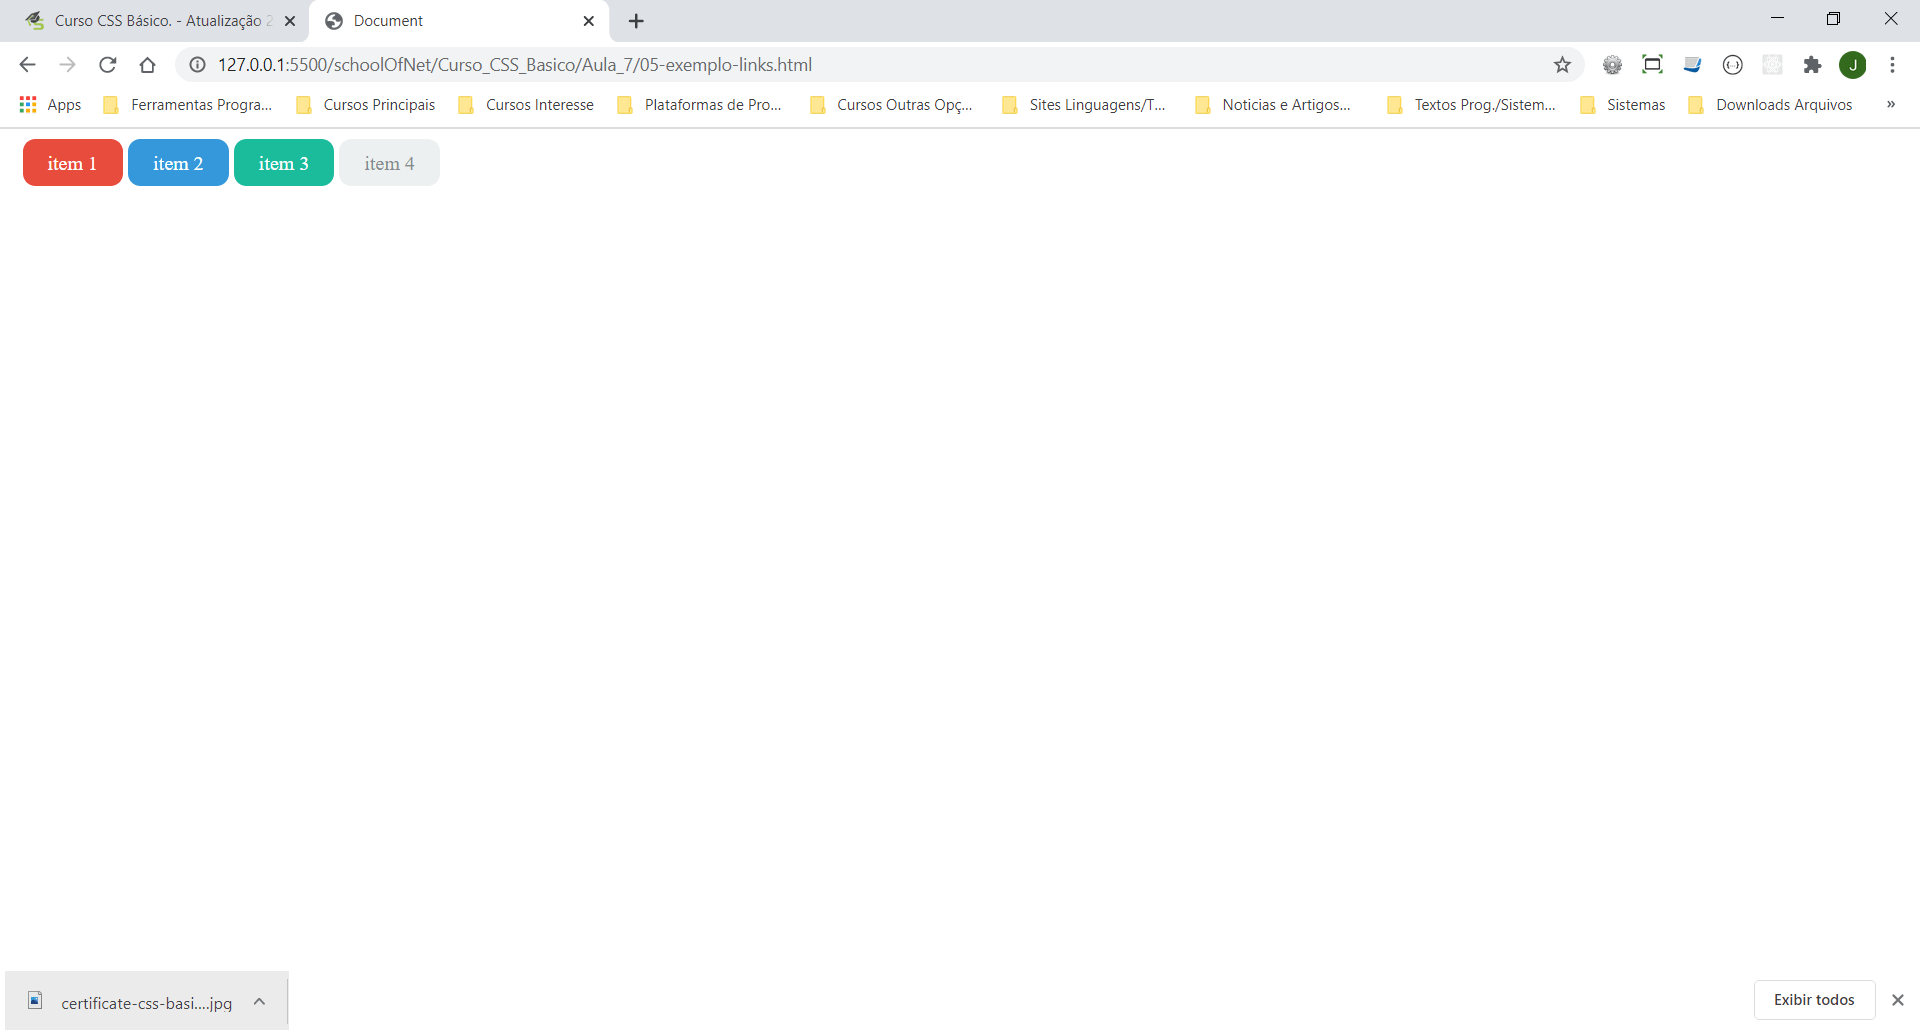 Curso CSS Básico. - Atualização 2
Document
127.0.0.1:5500/schoolOfNet/Curso_CSS_Basico/Aula_7/05-exemplo-links.html
J
Apps Ferramentas Progra... Cursos Principais Cursos Interesse Plataformas de Pro... Cursos Outras Opç... Sites Linguagens/T... Noticias e Artigos... Textos Prog./Sistem... Sistemas Downloads Arquivos »
item 1 item 2 item 3 item 4
certificate-css-basi....jpg
Exibir todos